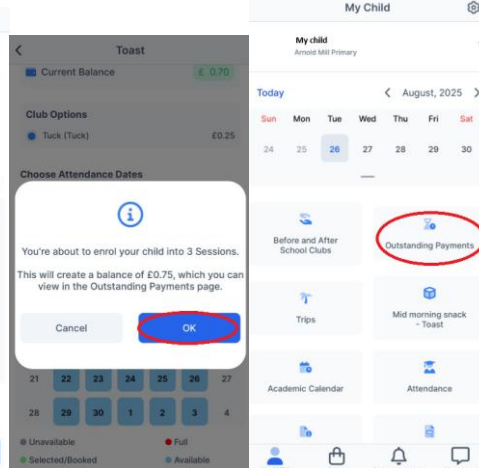 Toast
Current Balance £ 0.70
Club Options
Tuck (Tuck) £0.25
Choose Attendance Dates
You're about to enrol your child into 3 Sessions.
This will create a balance of £0.75, which you can
view in the Outstanding Payments page.
Cancel OK
21 22 23 24 25 26 27
28 29 30 1 2 3 4
Unavailable Full
Selected/Booked Available
My Child
My child
Arnold Mill Primary
Today August, 2025
Sun Mon Tue Wed Thu Fri Sat
24 25 26 27 28 29 30
Before and After
School Clubs
Outstanding Payments
Trips
Mid morning snack
- Toast
Academic Calendar
Attendance